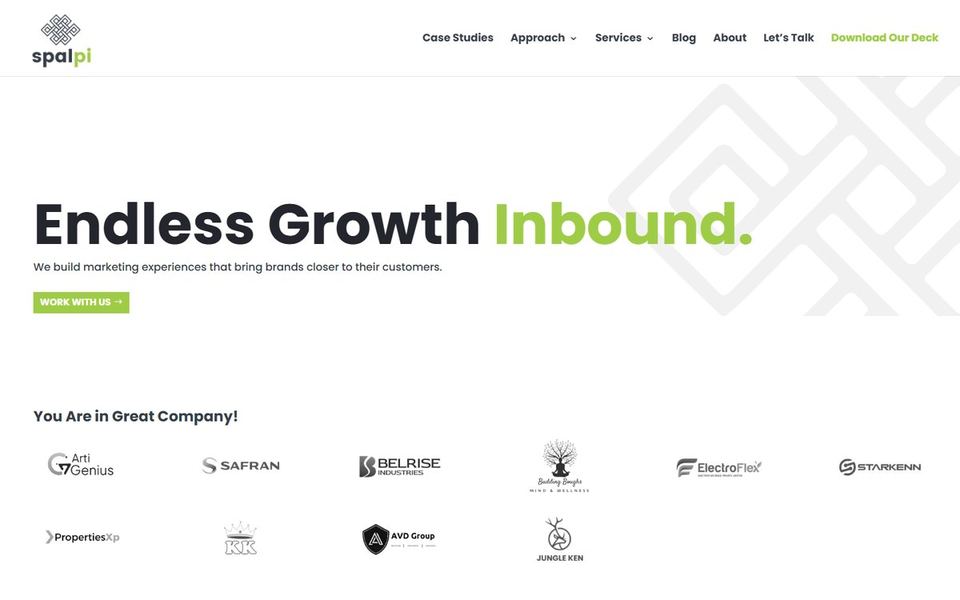 spalpi
Case Studies Approach Services Blog About Let's Talk Download Our Deck
Endless Growth Inbound.
We build marketing experiences that bring brands closer to their customers.
WORK WITH US →
You Are in Great Company!
Arti
Genius
SAFRAN
BELRISE
INDUSTRIES
Budding Boughs
MIND & WELLNESS
ElectroFlex
STARKENN
PropertiesXp
KK
AVD Group
JUNGLE KEN